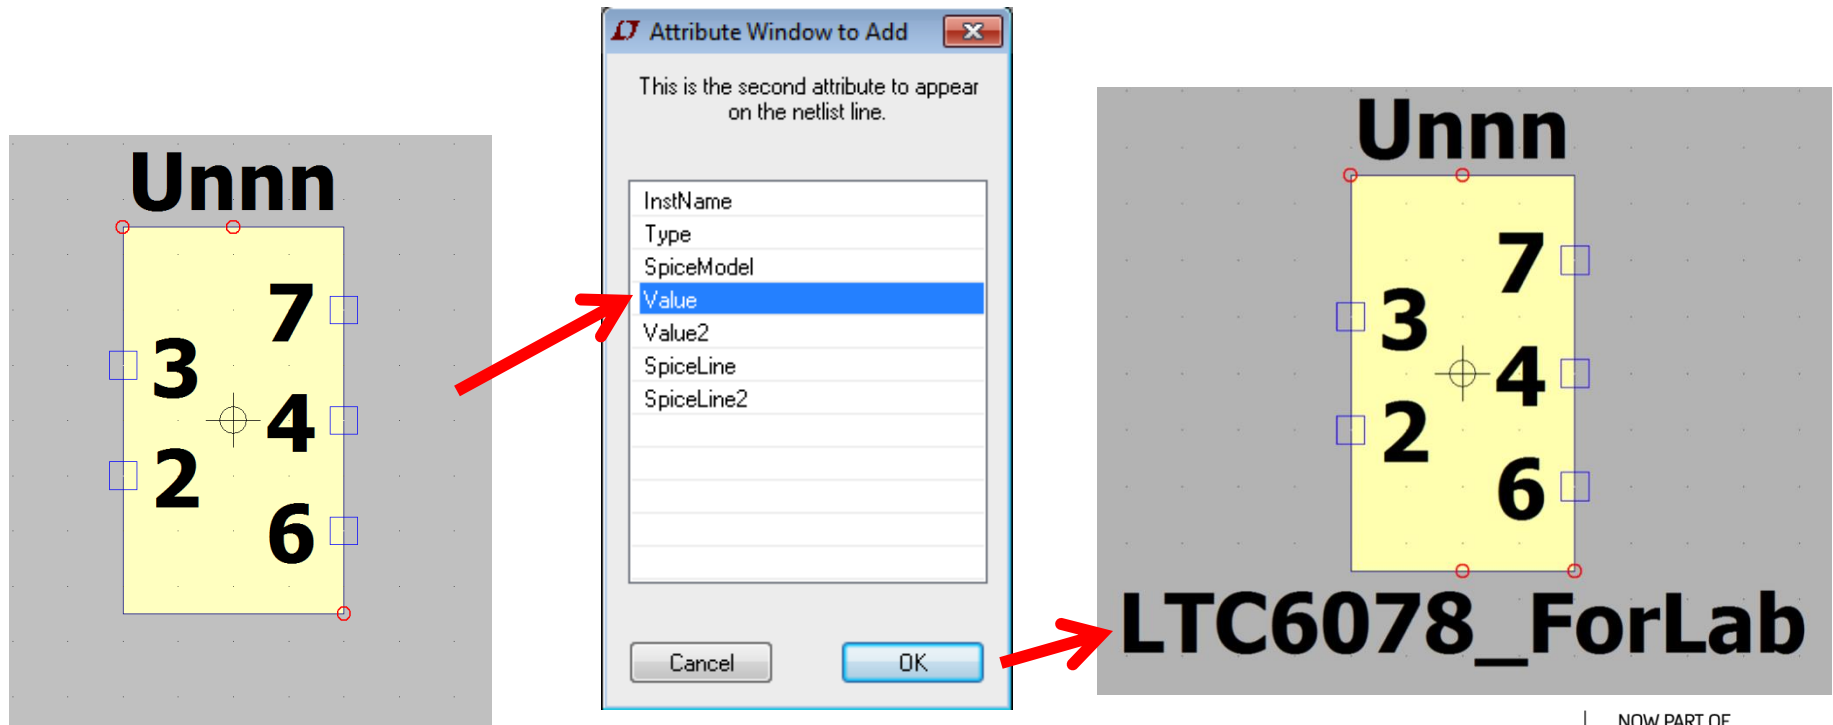 Unnn
7
3
4
2
6
Attribute Window to Add
This is the second attribute to appear
on the netlist line.
InstName
Type
SpiceModel
Value
Value2
SpiceLine
SpiceLine2
Cancel
OK
Unnn
7
3
4
2
6
LTC6078_ForLab
NOW PART OF